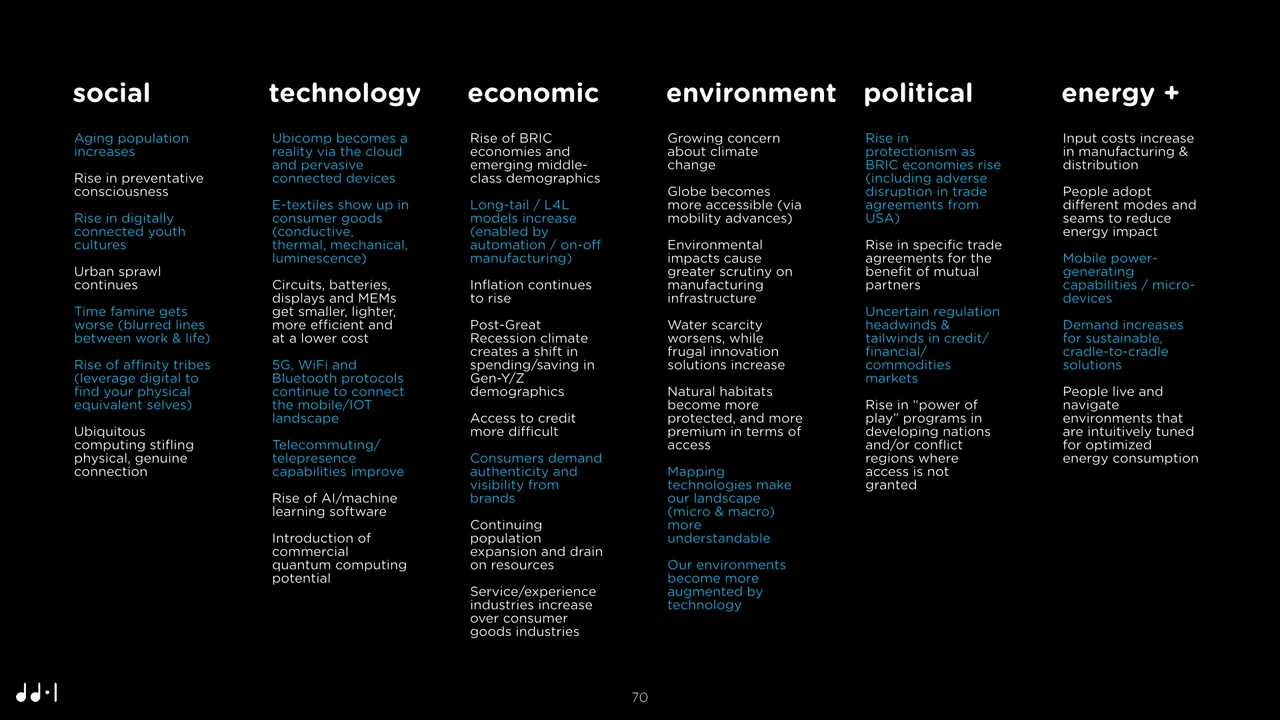 social
Aging population
increases
Rise in preventative
consciousness
Rise in digitally
connected youth
cultures
Urban sprawl
continues
Time famine gets
worse (blurred lines
between work & life)
Rise of affinity tribes
(leverage digital to
find your physical
equivalent selves)
Ubiquitous
computing stifling
physical, genuine
connection
technology
Ubicomp becomes a
reality via the cloud
and pervasive
connected devices
E-textiles show up in
consumer goods
(conductive,
thermal, mechanical,
luminescence)
Circuits, batteries,
displays and MEMs
get smaller, lighter,
more efficient and
at a lower cost
5G, WiFi and
Bluetooth protocols
continue to connect
the mobile/IOT
landscape
Telecommuting/
telepresence
capabilities improve
Rise of AI/machine
learning software
Introduction of
commercial
quantum computing
potential
economic
Rise of BRIC
economies and
emerging middle-
class demographics
Long-tail / L4L
models increase
(enabled by
automation / on-off
manufacturing)
Inflation continues
to rise
Post-Great
Recession climate
creates a shift in
spending/saving in
Gen-Y/Z
demographics
Access to credit
more difficult
Consumers demand
authenticity and
visibility from
brands
Continuing
population
expansion and drain
on resources
Service/experience
industries increase
over consumer
goods industries
environment
Growing concern
about climate
change
Globe becomes
more accessible (via
mobility advances)
Environmental
impacts cause
greater scrutiny on
manufacturing
infrastructure
Water scarcity
worsens, while
frugal innovation
solutions increase
Natural habitats
become more
protected, and more
premium in terms of
access
Mapping
technologies make
our landscape
(micro & macro)
more
understandable
Our environments
become more
augmented by
technology
political
Rise in
protectionism as
BRIC economies rise
(including adverse
disruption in trade
agreements from
USA)
Rise in specific trade
agreements for the
benefit of mutual
partners
Uncertain regulation
headwinds &
tailwinds in credit/
financial/
commodities
markets
Rise in “power of
play” programs in
developing nations
and/or conflict
regions where
access is not
granted
energy +
Input costs increase
in manufacturing &
distribution
People adopt
different modes and
seams to reduce
energy impact
Mobile power-
generating
capabilities / micro-
devices
Demand increases
for sustainable,
cradle-to-cradle
solutions
People live and
navigate
environments that
are intuitively tuned
for optimized
energy consumption
70